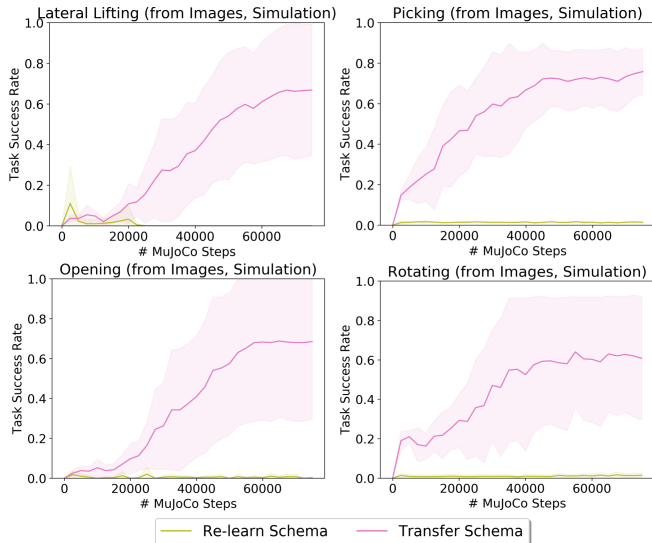 Lateral Lifting (from Images, Simulation)
Task Success Rate
1.0
0.8
0.6
0.4
0.2
0.0
0 20000 40000 60000
# MuJoCo Steps
Picking (from Images, Simulation)
Task Success Rate
1.0
0.8
0.6
0.4
0.2
0.0
0 20000 40000 60000
# MuJoCo Steps
Opening (from Images, Simulation)
Task Success Rate
1.0
0.8
0.6
0.4
0.2
0.0
0 20000 40000 60000
# MuJoCo Steps
Rotating (from Images, Simulation)
Task Success Rate
1.0
0.8
0.6
0.4
0.2
0.0
0 20000 40000 60000
# MuJoCo Steps
Re-learn Schema Transfer Schema